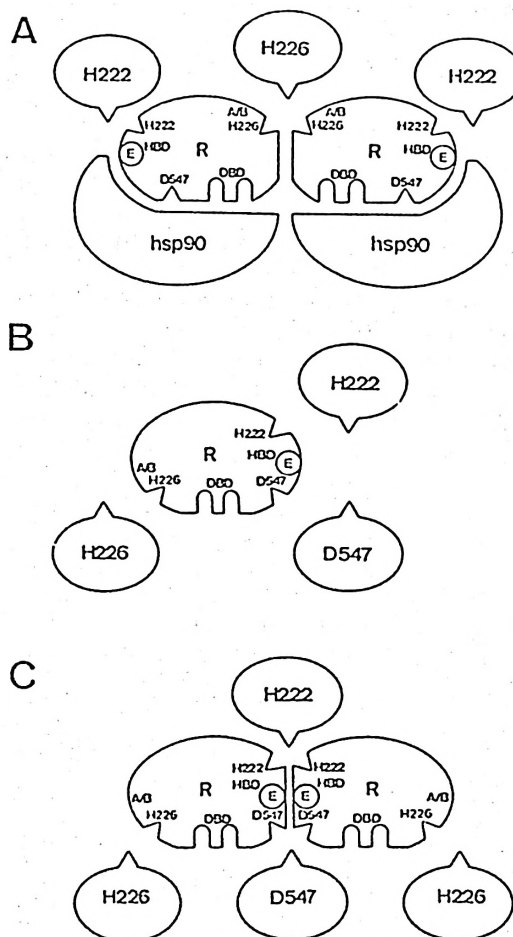 A
H222 H226 H222
A/B A/B
H222 H226 H226 H222
E HBD R R HBD E
D547 DBD DBD D547
hsp90 hsp90
B
H222
H222
R HBD E
A/B H226 DBD D547
H226 D547
C
H222
H222 H222
R HBD HBD R
A/B E E A/B
H226 DBD D547 D547 DBD H226
H226 D547 H226